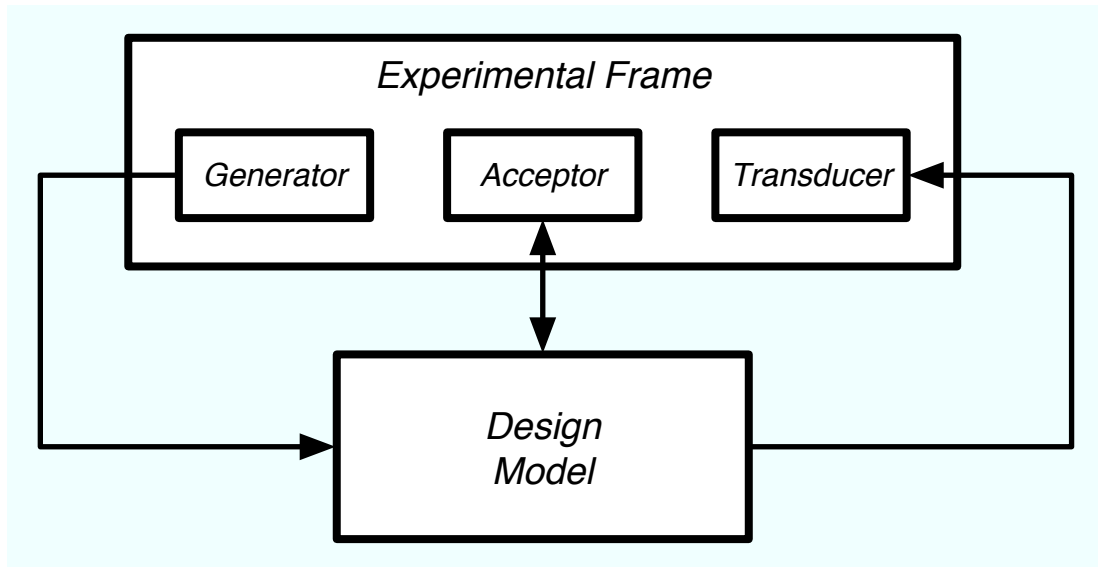 Experimental Frame
Generator
Acceptor
Transducer
Design
Model